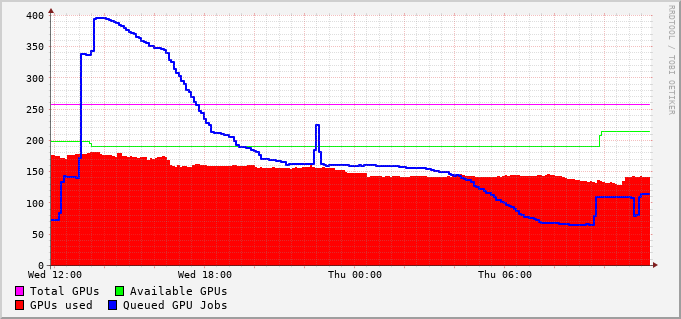 400
350
300
250
200
150
100
50
0
Wed 12:00 Wed 18:00 Thu 00:00 Thu 06:00
Total GPUs Available GPUs
GPUs used Queued GPU Jobs
RRDTOOL / TOBI OETIKER